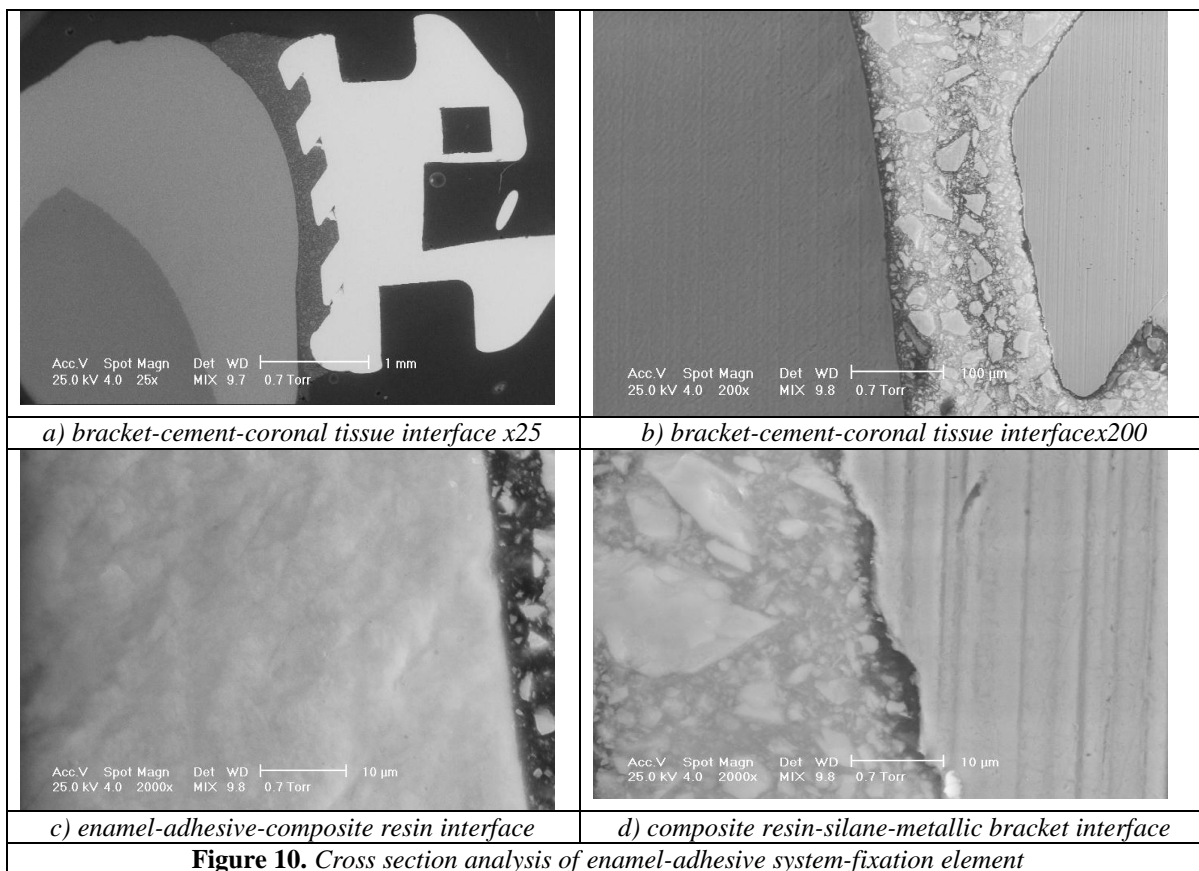 Acc.V Spot Magn Det WD 1 mm
25.0 kV 4.0 25x MIX 9.7 0.7 Torr
Acc.V Spot Magn Det WD 100 µm
25.0 kV 4.0 200x MIX 9.8 0.7 Torr
a) bracket-cement-coronal tissue interface x25
b) bracket-cement-coronal tissue interfacex200
Acc.V Spot Magn Det WD 10 µm
25.0 kV 4.0 2000x MIX 9.8 0.7 Torr
Acc.V Spot Magn Det WD 10 µm
25.0 kV 4.0 2000x MIX 9.8 0.7 Torr
c) enamel-adhesive-composite resin interface
d) composite resin-silane-metallic bracket interface
Figure 10. Cross section analysis of enamel-adhesive system-fixation element